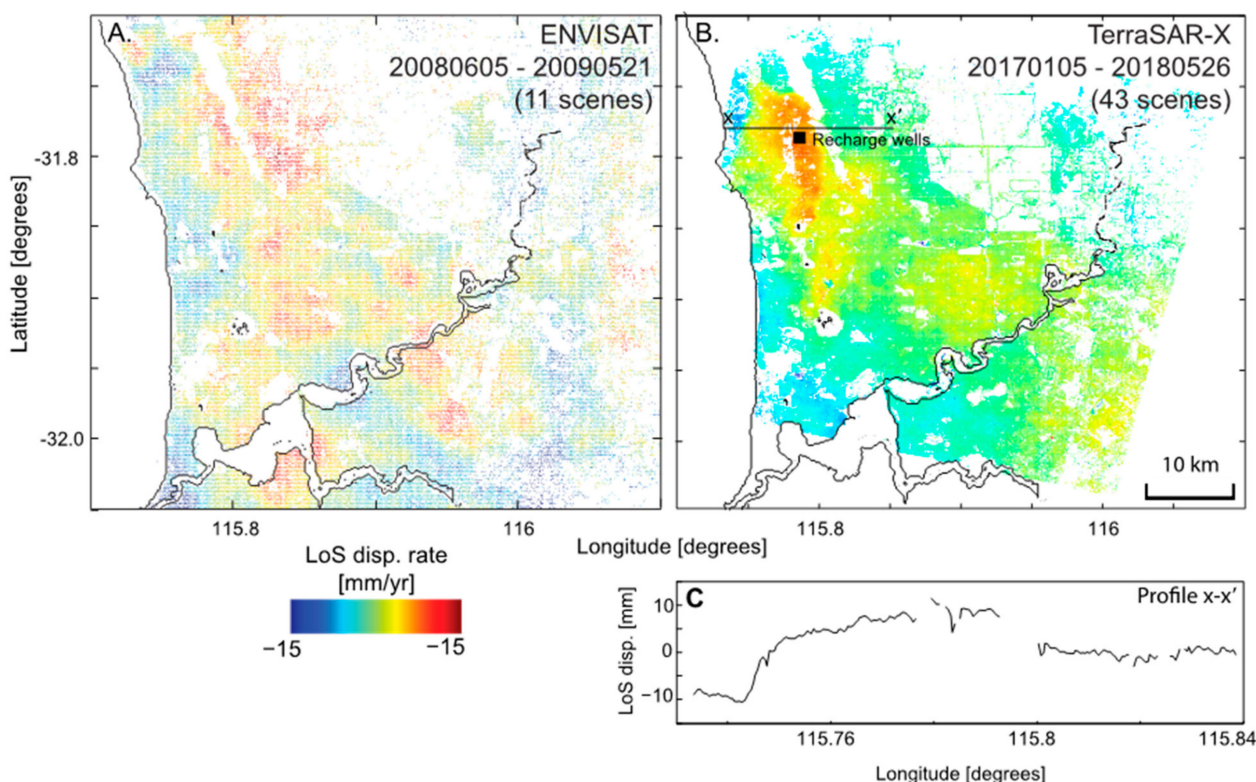 A.
ENVISAT
20080605 - 20090521
(11 scenes)
B.
TerraSAR-X
20170105 - 20180526
(43 scenes)
x
x'
Recharge wells
-31.8
-32.0
Latitude [degrees]
10 km
115.8
116
115.8
116
Longitude [degrees]
LoS disp. rate
[mm/yr]
−15
−15
C
Profile x-x'
LoS disp. [mm]
10
0
−10
115.76
115.8
115.84
Longitude [degrees]